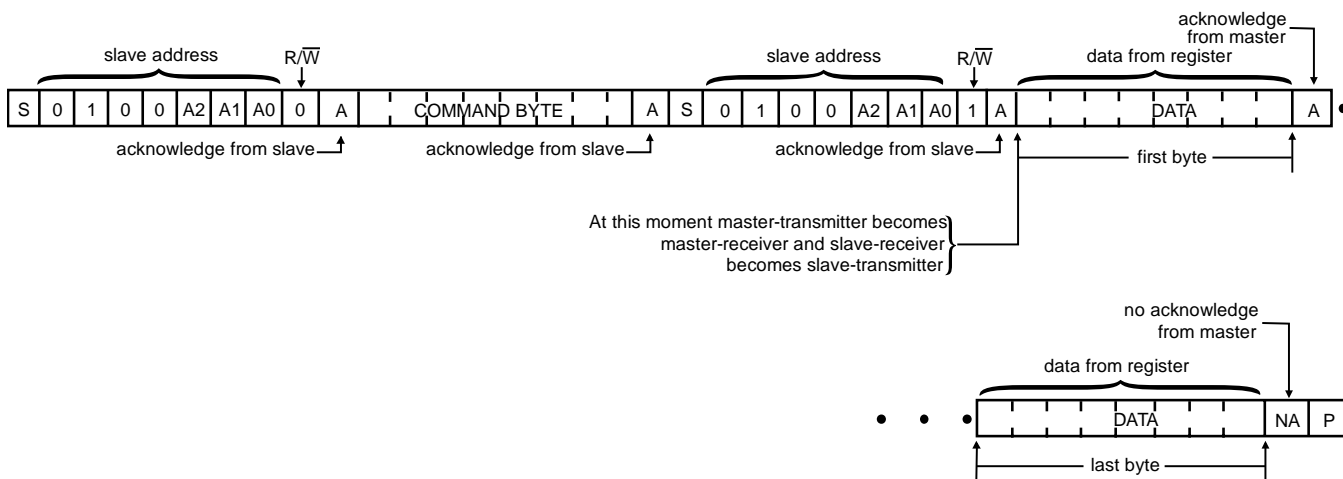 acknowledge
from master
slave address
R/W̅
slave address
R/W̅
data from register
S 0 1 0 0 A2 A1 A0 0 A COMMAND BYTE A S 0 1 0 0 A2 A1 A0 1 A DATA A
acknowledge from slave
acknowledge from slave
acknowledge from slave
first byte
At this moment master-transmitter becomes
master-receiver and slave-receiver
becomes slave-transmitter
no acknowledge
from master
data from register
• • • DATA NA P
last byte